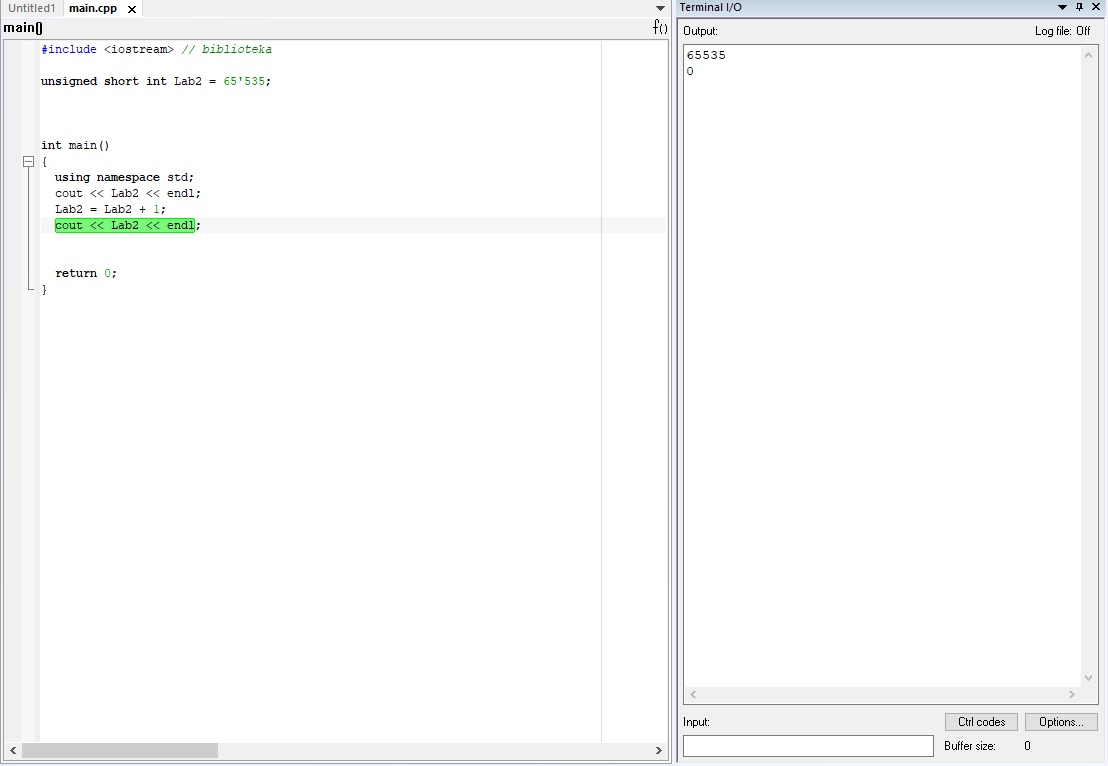 Untitled1 main.cpp ×
main() f()
#include <iostream> // biblioteka
unsigned short int Lab2 = 65'535;
int main()
{
using namespace std;
cout << Lab2 << endl;
Lab2 = Lab2 + 1;
cout << Lab2 << endl;
return 0;
}
Terminal I/O
Output: Log file: Off
65535
0
Input: Ctrl codes Options...
Buffer size: 0